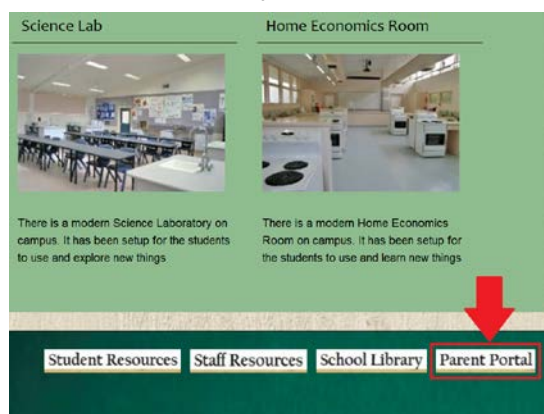 Science Lab
Home Economics Room
There is a modern Science Laboratory on
campus. It has been setup for the students
to use and explore new things
There is a modern Home Economics
Room on campus. It has been setup for
the students to use and learn new things
Student Resources
Staff Resources
School Library
Parent Portal